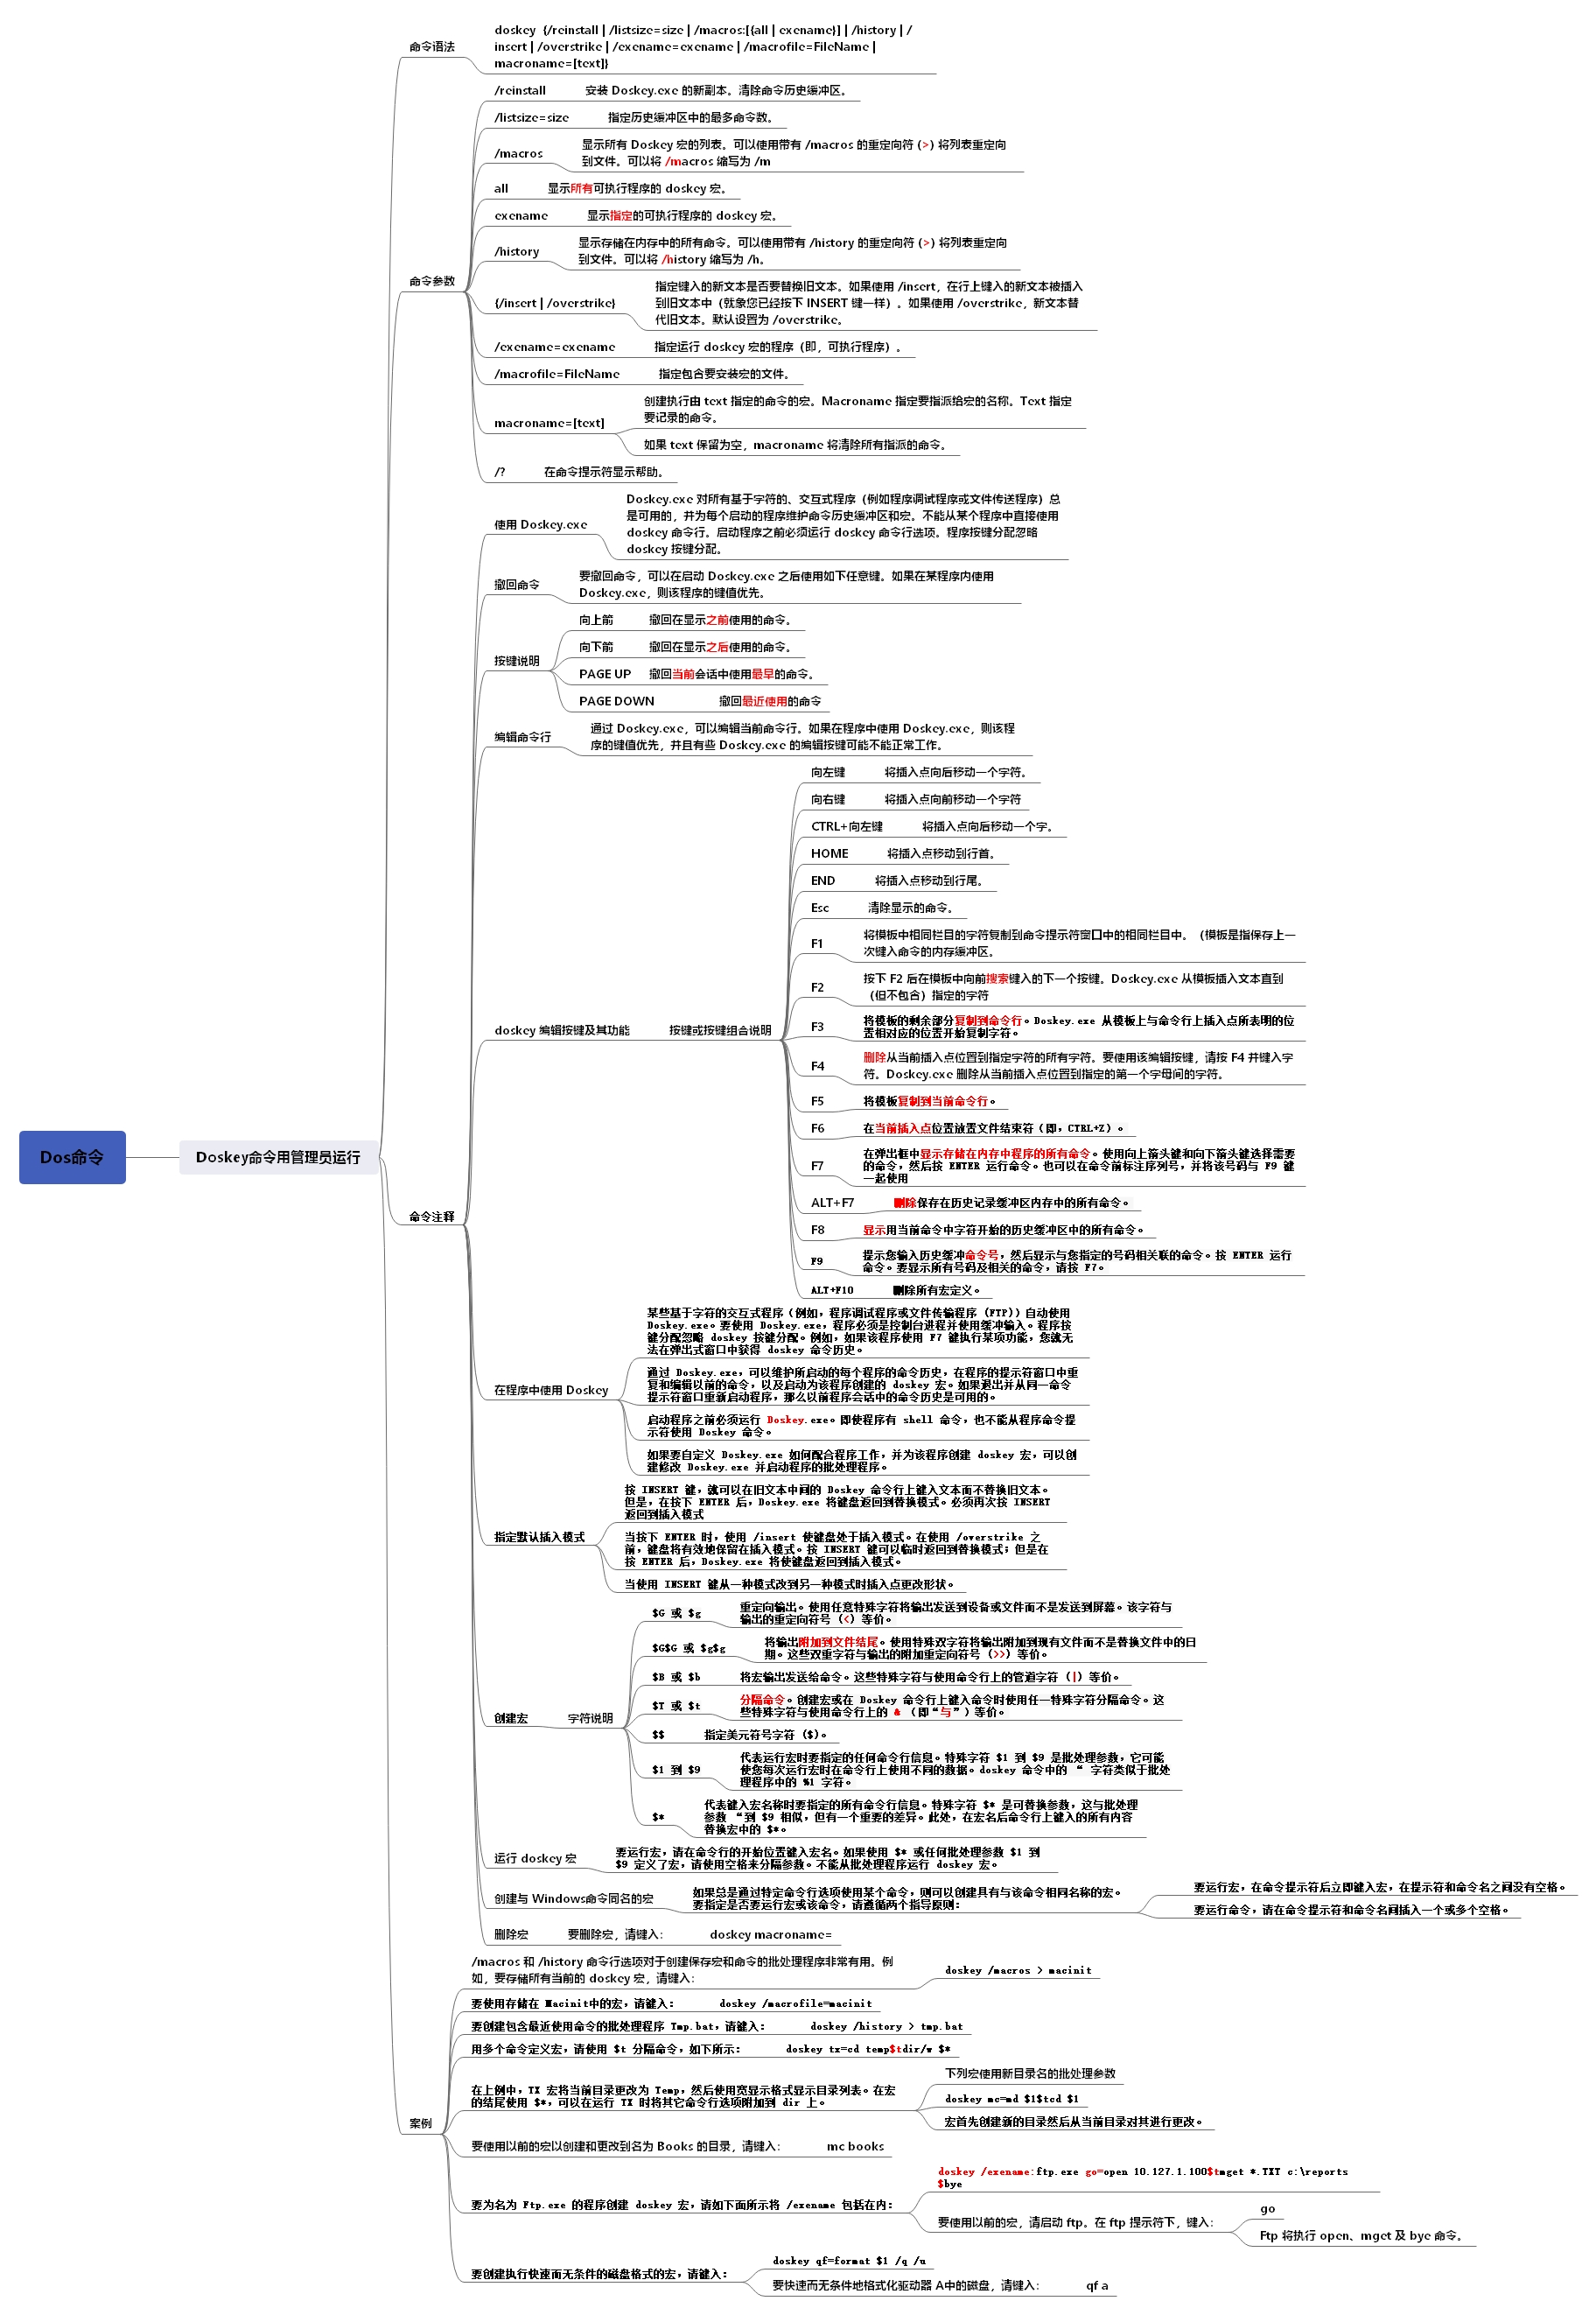 Dos命令
Doskey命令用管理员运行
命令语法
doskey {/reinstall | /listsize=size | /macros:[{all | exename}] | /history | /
insert | /overstrike | /exename=exename | /macrofile=FileName |
macroname=[text]}
命令参数
/reinstall 安装 Doskey.exe 的新副本。清除命令历史缓冲区。
/listsize=size 指定历史缓冲区中的最多命令数。
/macros
显示所有 Doskey 宏的列表。可以使用带有 /macros 的重定向符 (>) 将列表重定向
到文件。可以将 /macros 缩写为 /m
all 显示所有可执行程序的 doskey 宏。
exename 显示指定的可执行程序的 doskey 宏。
/history
显示存储在内存中的所有命令。可以使用带有 /history 的重定向符 (>) 将列表重定向
到文件。可以将 /history 缩写为 /h。
{/insert | /overstrike}
指定键入的新文本是否要替换旧文本。如果使用 /insert，在行上键入的新文本被插入
到旧文本中（就象您已经按下 INSERT 键一样）。如果使用 /overstrike，新文本替
代旧文本。默认设置为 /overstrike。
/exename=exename 指定运行 doskey 宏的程序（即，可执行程序）。
/macrofile=FileName 指定包含要安装宏的文件。
macroname=[text]
创建执行由 text 指定的命令的宏。Macroname 指定要指派给宏的名称。Text 指定
要记录的命令。
如果 text 保留为空，macroname 将清除所有指派的命令。
/? 在命令提示符显示帮助。
命令注释
使用 Doskey.exe
Doskey.exe 对所有基于字符的、交互式程序（例如程序调试程序或文件传送程序）总
是可用的，并为每个启动的程序维护命令历史缓冲区和宏。不能从某个程序中直接使用
doskey 命令行。启动程序之前必须运行 doskey 命令行选项。程序按键分配忽略
doskey 按键分配。
撤回命令
要撤回命令，可以在启动 Doskey.exe 之后使用如下任意键。如果在某程序内使用
Doskey.exe，则该程序的键值优先。
按键说明
向上箭 撤回在显示之前使用的命令。
向下箭 撤回在显示之后使用的命令。
PAGE UP 撤回当前会话中使用最早的命令。
PAGE DOWN 撤回最近使用的命令
编辑命令行
通过 Doskey.exe，可以编辑当前命令行。如果在程序中使用 Doskey.exe，则该程
序的键值优先，并且有些 Doskey.exe 的编辑按键可能不能正常工作。
doskey 编辑按键及其功能 按键或按键组合说明
向左键 将插入点向后移动一个字符。
向右键 将插入点向前移动一个字符
CTRL+向左键 将插入点向后移动一个字。
HOME 将插入点移动到行首。
END 将插入点移动到行尾。
Esc 清除显示的命令。
F1
将模板中相同栏目的字符复制到命令提示符窗口中的相同栏目中。（模板是指保存上一
次键入命令的内存缓冲区。
F2
按下 F2 后在模板中向前搜索键入的下一个按键。Doskey.exe 从模板插入文本直到
（但不包含）指定的字符
F3
将模板的剩余部分复制到命令行。Doskey.exe 从模板上与命令行上插入点所表明的位
置相对应的位置开始复制字符。
F4
删除从当前插入点位置到指定字符的所有字符。要使用该编辑按键，请按 F4 并键入字
符。Doskey.exe 删除从当前插入点位置到指定的第一个字母间的字符。
F5 将模板复制到当前命令行。
F6 在当前插入点位置放置文件结束符（即，CTRL+Z）。
F7
在弹出框中显示存储在内存中程序的所有命令。使用向上箭头键和向下箭头键选择需要
的命令，然后按 ENTER 运行命令。也可以在命令前标注序列号，并将该号码与 F9 键
一起使用
ALT+F7 删除保存在历史记录缓冲区内存中的所有命令。
F8 显示用当前命令中字符开始的历史缓冲区中的所有命令。
F9
提示您输入历史缓冲命令号，然后显示与您指定的号码相关联的命令。按 ENTER 运行
命令。要显示所有号码及相关的命令，请按 F7。
ALT+F10 删除所有宏定义。
在程序中使用 Doskey
某些基于字符的交互式程序（例如，程序调试程序或文件传输程序 (FTP)）自动使用
Doskey.exe。要使用 Doskey.exe，程序必须是控制台进程并使用缓冲输入。程序按
键分配忽略 doskey 按键分配。例如，如果该程序使用 F7 键执行某项功能，您就无
法在弹出式窗口中获得 doskey 命令历史。
通过 Doskey.exe，可以维护所启动的每个程序的命令历史，在程序的提示符窗口中重
复和编辑以前的命令，以及启动为该程序创建的 doskey 宏。如果退出并从同一命令
提示符窗口重新启动程序，那么以前程序会话中的命令历史是可用的。
启动程序之前必须运行 Doskey.exe。即使程序有 shell 命令，也不能从程序命令提
示符使用 Doskey 命令。
如果要自定义 Doskey.exe 如何配合程序工作，并为该程序创建 doskey 宏，可以创
建修改 Doskey.exe 并启动程序的批处理程序。
指定默认插入模式
按 INSERT 键，就可以在旧文本中间的 Doskey 命令行上键入文本而不替换旧文本。
但是，在按下 ENTER 后，Doskey.exe 将键盘返回到替换模式。必须再次按 INSERT
返回到插入模式
当按下 ENTER 时，使用 /insert 使键盘处于插入模式。在使用 /overstrike 之
前，键盘将有效地保留在插入模式。按 INSERT 键可以临时返回到替换模式；但是在
按 ENTER 后，Doskey.exe 将使键盘返回到插入模式。
当使用 INSERT 键从一种模式改到另一种模式时插入点更改形状。
创建宏 字符说明
$G 或 $g
重定向输出。使用任意特殊字符将输出发送到设备或文件而不是发送到屏幕。该字符与
输出的重定向符号 (<) 等价。
$G$G 或 $g$g
将输出附加到文件结尾。使用特殊双字符将输出附加到现有文件而不是替换文件中的日
期。这些双重字符与输出的附加重定向符号 (>>) 等价。
$B 或 $b 将宏输出发送给命令。这些特殊字符与使用命令行上的管道字符 (|) 等价。
$T 或 $t
分隔命令。创建宏或在 Doskey 命令行上键入命令时使用任一特殊字符分隔命令。这
些特殊字符与使用命令行上的 & （即“与”）等价。
$$ 指定美元符号字符 ($)。
$1 到 $9
代表运行宏时要指定的任何命令行信息。特殊字符 $1 到 $9 是批处理参数，它可能
使您每次运行宏时在命令行上使用不同的数据。doskey 命令中的 “ 字符类似于批处
理程序中的 %1 字符。
$*
代表键入宏名称时要指定的所有命令行信息。特殊字符 $* 是可替换参数，这与批处理
参数 “到 $9 相似，但有一个重要的差异。此处，在宏名后命令行上键入的所有内容
替换宏中的 $*。
运行 doskey 宏
要运行宏，请在命令行的开始位置键入宏名。如果使用 $* 或任何批处理参数 $1 到
$9 定义了宏，请使用空格来分隔参数。不能从批处理程序运行 doskey 宏。
创建与 Windows命令同名的宏
如果总是通过特定命令行选项使用某个命令，则可以创建具有与该命令相同名称的宏。
要指定是否要运行宏或该命令，请遵循两个指导原则：
要运行宏，在命令提示符后立即键入宏，在提示符和命令名之间没有空格。
要运行命令，请在命令提示符和命令名间插入一个或多个空格。
删除宏 要删除宏，请键入： doskey macroname=
案例
/macros 和 /history 命令行选项对于创建保存宏和命令的批处理程序非常有用。例
如，要存储所有当前的 doskey 宏，请键入：
doskey /macros > macinit
要使用存储在 Macinit中的宏，请键入： doskey /macrofile=macinit
要创建包含最近使用命令的批处理程序 Tmp.bat，请键入： doskey /history > tmp.bat
用多个命令定义宏，请使用 $t 分隔命令，如下所示： doskey tx=cd temp$tdir/w $*
在上例中，TX 宏将当前目录更改为 Temp，然后使用宽显示格式显示目录列表。在宏
的结尾使用 $*，可以在运行 TX 时将其它命令行选项附加到 dir 上。
下列宏使用新目录名的批处理参数
doskey mc=md $1$tcd $1
宏首先创建新的目录然后从当前目录对其进行更改。
要使用以前的宏以创建和更改到名为 Books 的目录，请键入： mc books
要为名为 Ftp.exe 的程序创建 doskey 宏，请如下面所示将 /exename 包括在内：
doskey /exename:ftp.exe go=open 10.127.1.100$tmget *.TXT c:\reports
$bye
要使用以前的宏，请启动 ftp。在 ftp 提示符下，键入：
go
Ftp 将执行 open、mget 及 bye 命令。
要创建执行快速而无条件的磁盘格式的宏，请键入：
doskey qf=format $1 /q /u
要快速而无条件地格式化驱动器 A中的磁盘，请键入： qf a